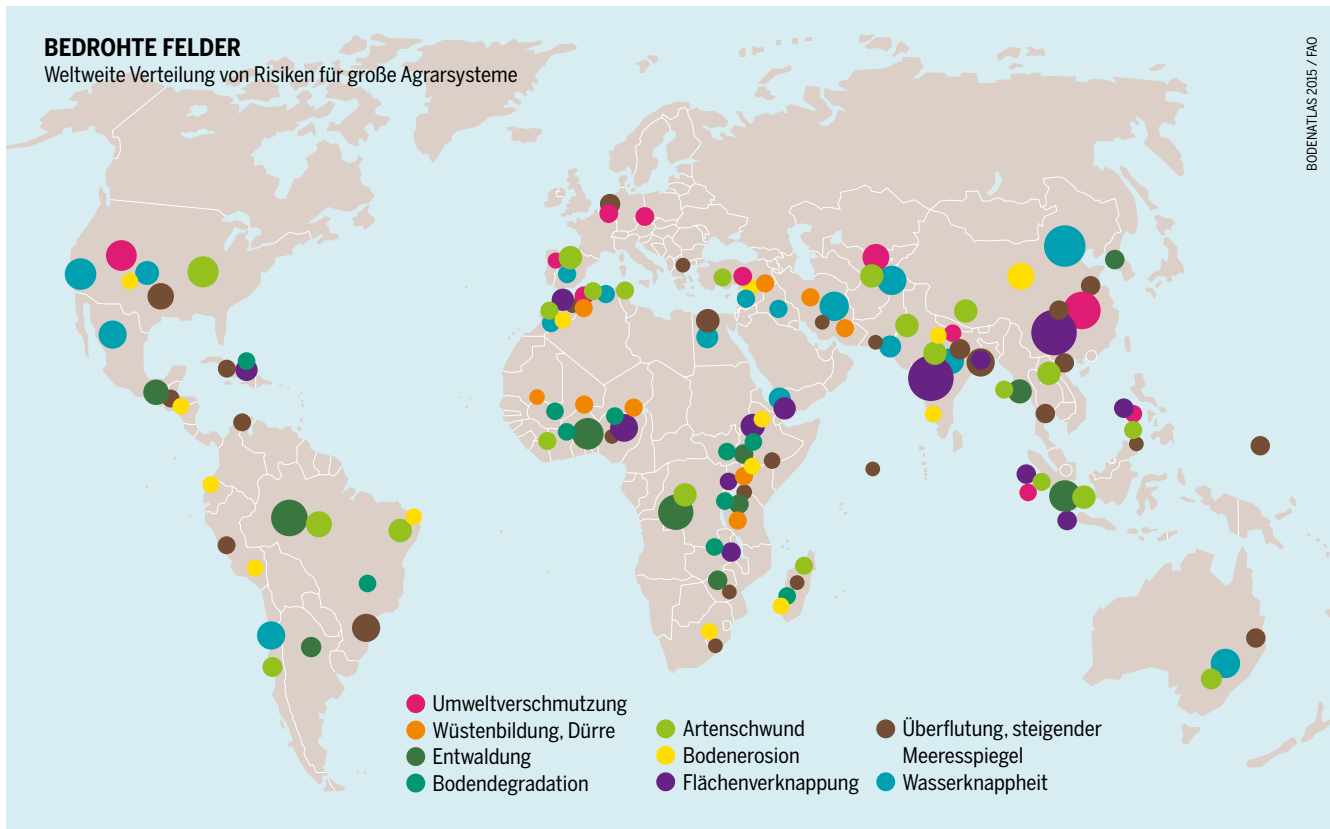 BEDROHTE FELDER
Weltweite Verteilung von Risiken für große Agrarsysteme
BODENATLAS 2015 / FAO
Umweltverschmutzung
Wüstenbildung, Dürre
Entwaldung
Bodendegradation
Artenschwund
Bodenerosion
Flächenverknappung
Überflutung, steigender
Meeresspiegel
Wasserknappheit